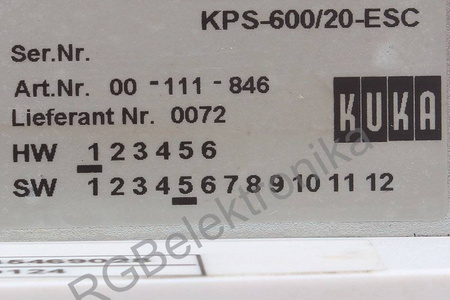 KPS-600/20-ESC
Ser.Nr.
Art.Nr. 00 -111 -846
Lieferant Nr. 0072
KUKA
HW 1 2 3 4 5 6
SW 1 2 3 4 5 6 7 8 9 10 11 12
0124
RGBelektronika